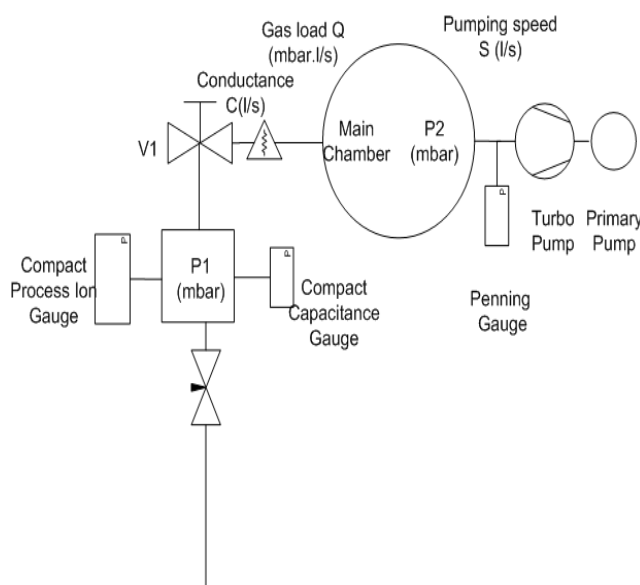 Gas load Q
(mbar.l/s)
Pumping speed
S (l/s)
Conductance
C(l/s)
V1
Main
Chamber
P2
(mbar)
P
Turbo
Pump
Primary
Pump
P
Compact
Process Ion
Gauge
P1
(mbar)
P
Compact
Capacitance
Gauge
Penning
Gauge